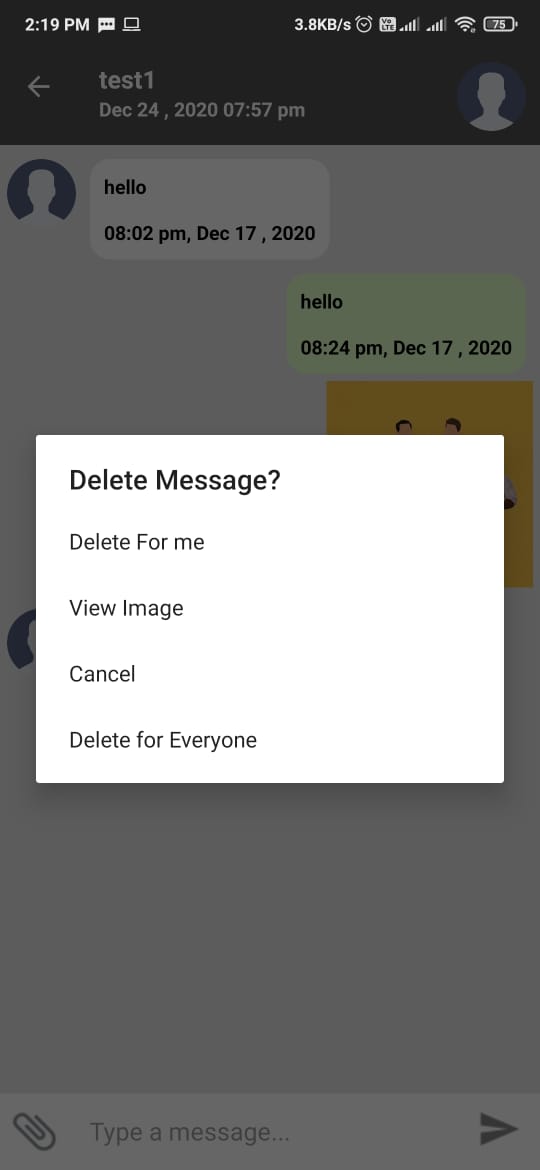 2:19 PM
3.8KB/s Vo LTE 75
test1
Dec 24 , 2020 07:57 pm
hello
08:02 pm, Dec 17 , 2020
hello
08:24 pm, Dec 17 , 2020
Delete Message?
Delete For me
View Image
Cancel
Delete for Everyone
Type a message...